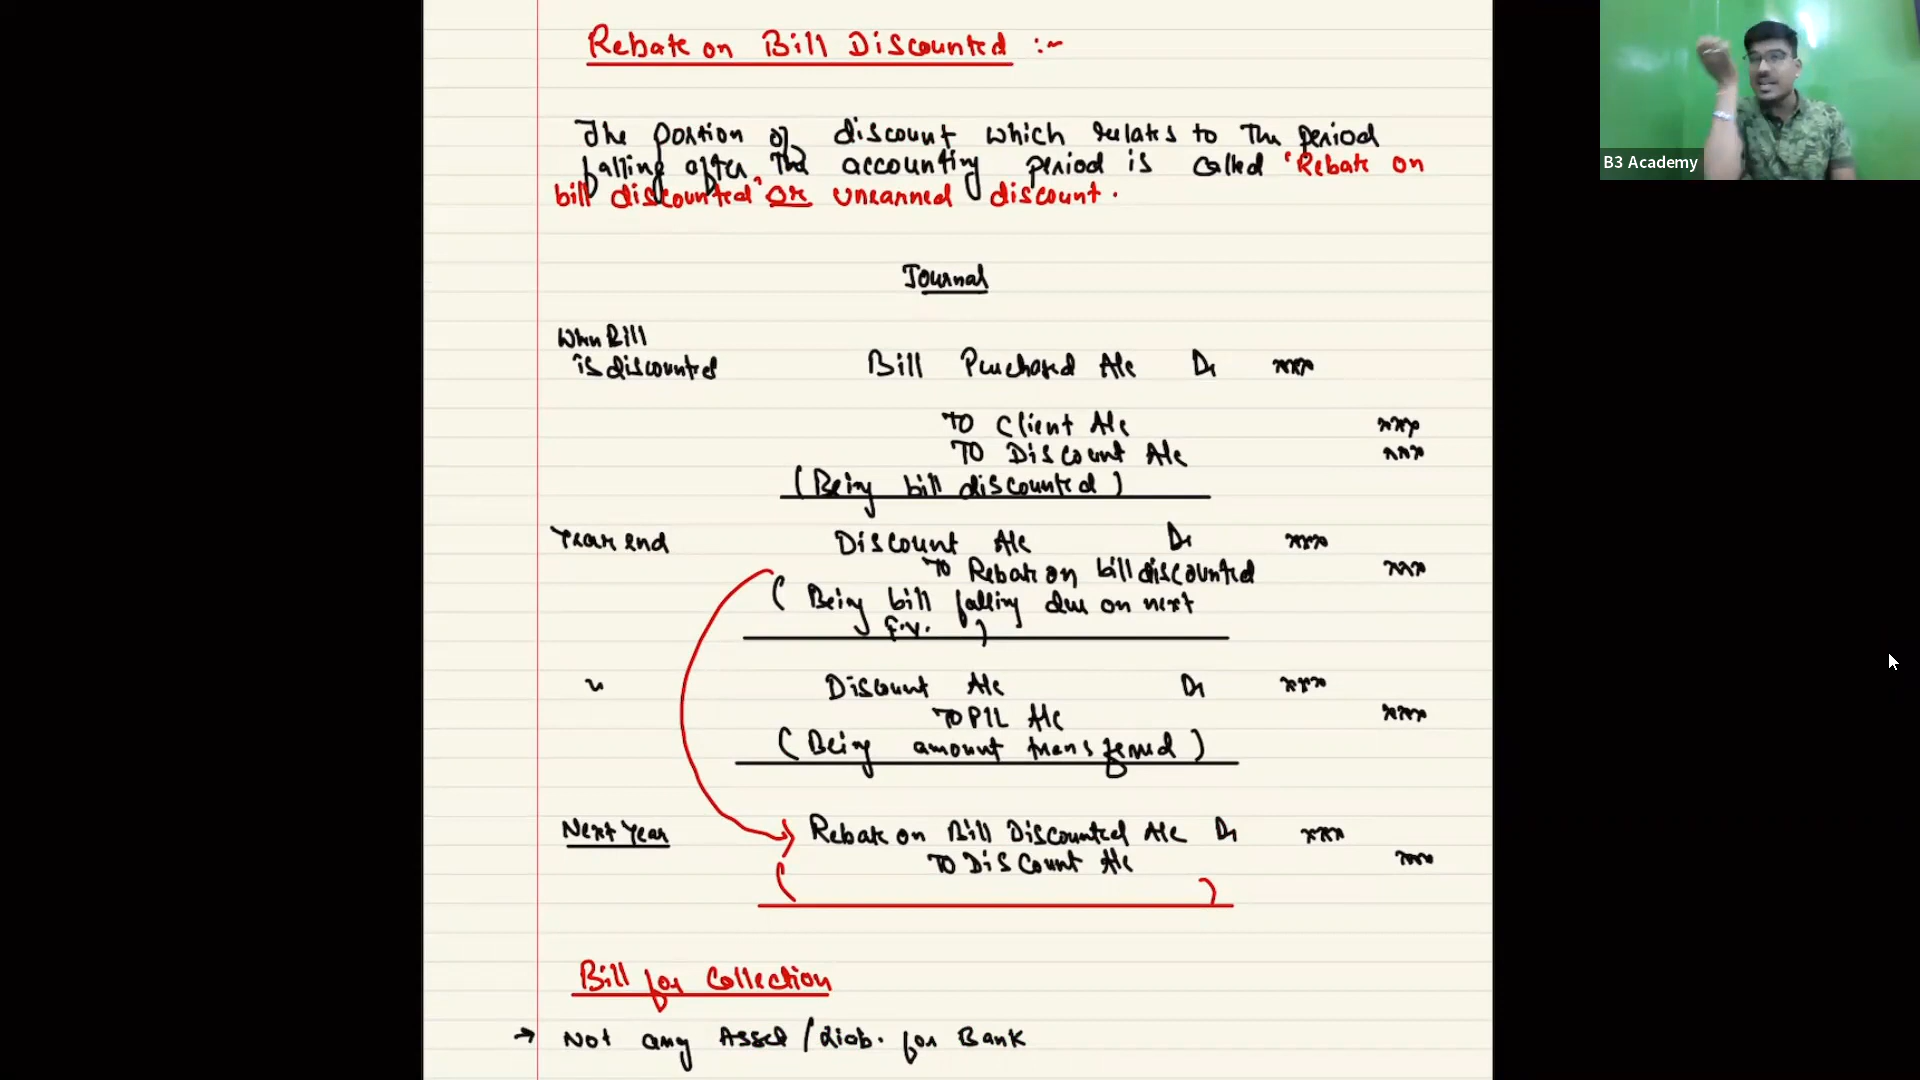 Rebate on Bill Discounted :~
The portion of discount which relates to The period
falling after The accounting period is called 'Rebate on
bill discounted' OR unearned discount.
Journal
When Bill
is discounted
Bill Purchased A/c Dr xxx
To Client A/c xxx
To Discount A/c xxx
(Being bill discounted)
Year end Discount A/c Dr xxx
To Rebate on bill discounted xxx
(Being bill falling due on next
F.Y. )
" Discount A/c Dr xxx
To P/L A/c xxx
(Being amount transferred)
Next Year Rebate on Bill Discounted A/c Dr xxx
To Discount A/c xxx
( )
Bill for Collection
→ Not any Asset / Liab. for Bank
B3 Academy